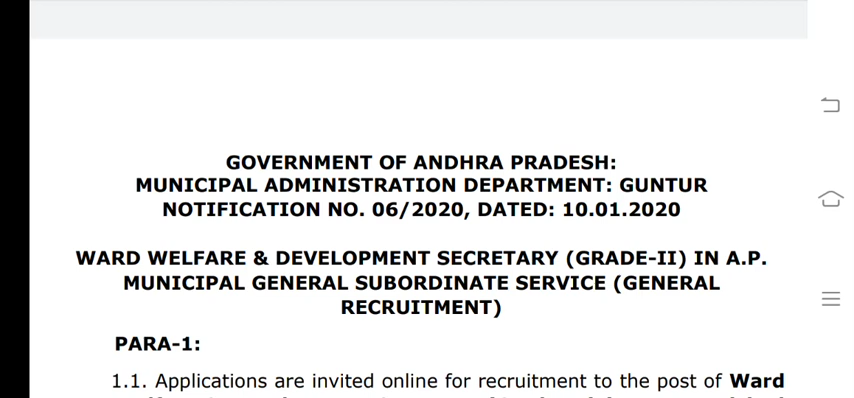 GOVERNMENT OF ANDHRA PRADESH:
MUNICIPAL ADMINISTRATION DEPARTMENT: GUNTUR
NOTIFICATION NO. 06/2020, DATED: 10.01.2020
WARD WELFARE & DEVELOPMENT SECRETARY (GRADE-II) IN A.P.
MUNICIPAL GENERAL SUBORDINATE SERVICE (GENERAL
RECRUITMENT)
PARA-1:
1.1. Applications are invited online for recruitment to the post of Ward